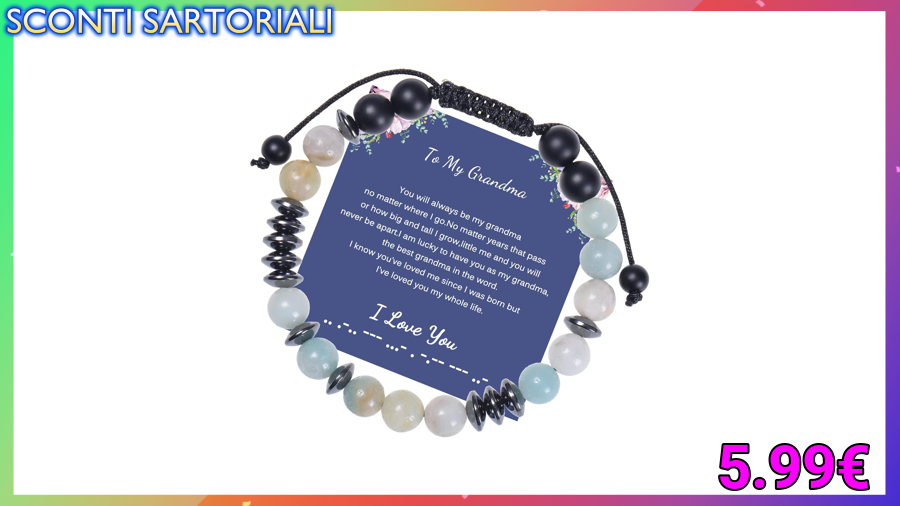 SCONTI SARTORIALI
To My Grandma
You will always be my grandma
no matter where I go.No matter years that pass
or how big and tall I grow.little me and you will
never be apart.I am lucky to have you as my grandma,
the best grandma in the word.
I know you've loved me since I was born but
I've loved you my whole life.
I Love You
5.99€